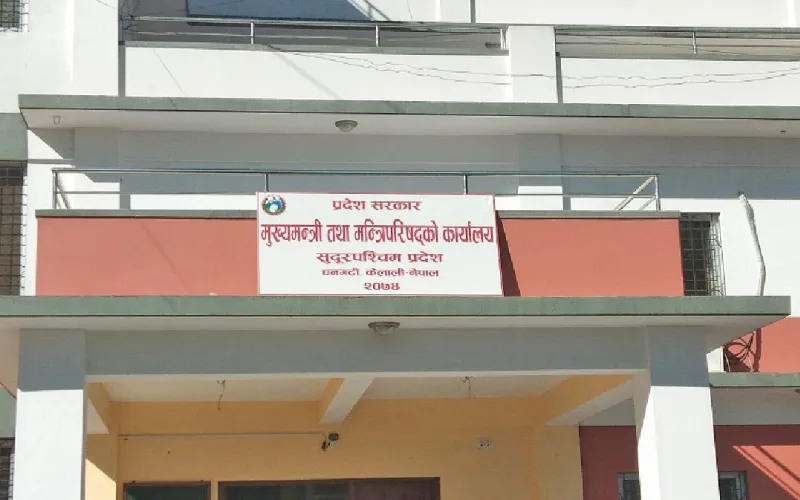 प्रदेश सरकार
मुख्यमन्त्री तथा मन्त्रिपरिषद्को कार्यालय
सुदूरपश्चिम प्रदेश
धनगढी, कैलाली-नेपाल
२०७४